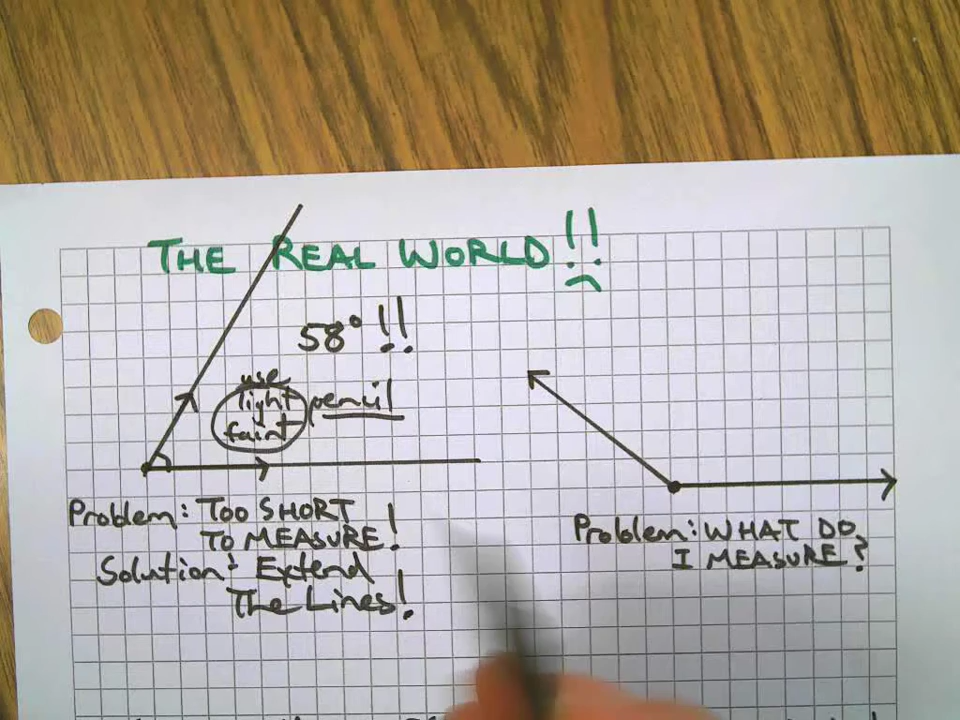 THE REAL WORLD!!
58° !!
use
light pencil
faint
Problem: TOO SHORT
TO MEASURE!
Solution: Extend
The Lines!
Problem: WHAT DO
I MEASURE?